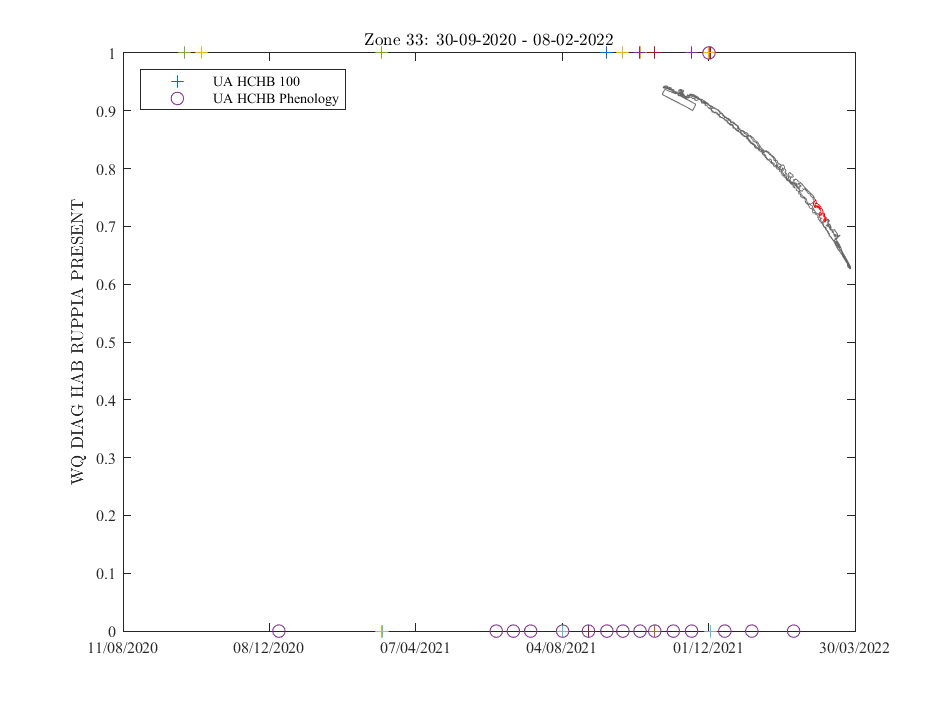 Zone 33: 30-09-2020 - 08-02-2022
1
UA HCHB 100
UA HCHB Phenology
0.9
0.8
0.7
0.6
0.5
0.4
0.3
0.2
0.1
0
WQ DIAG HAB RUPPIA PRESENT
11/08/2020 08/12/2020 07/04/2021 04/08/2021 01/12/2021 30/03/2022